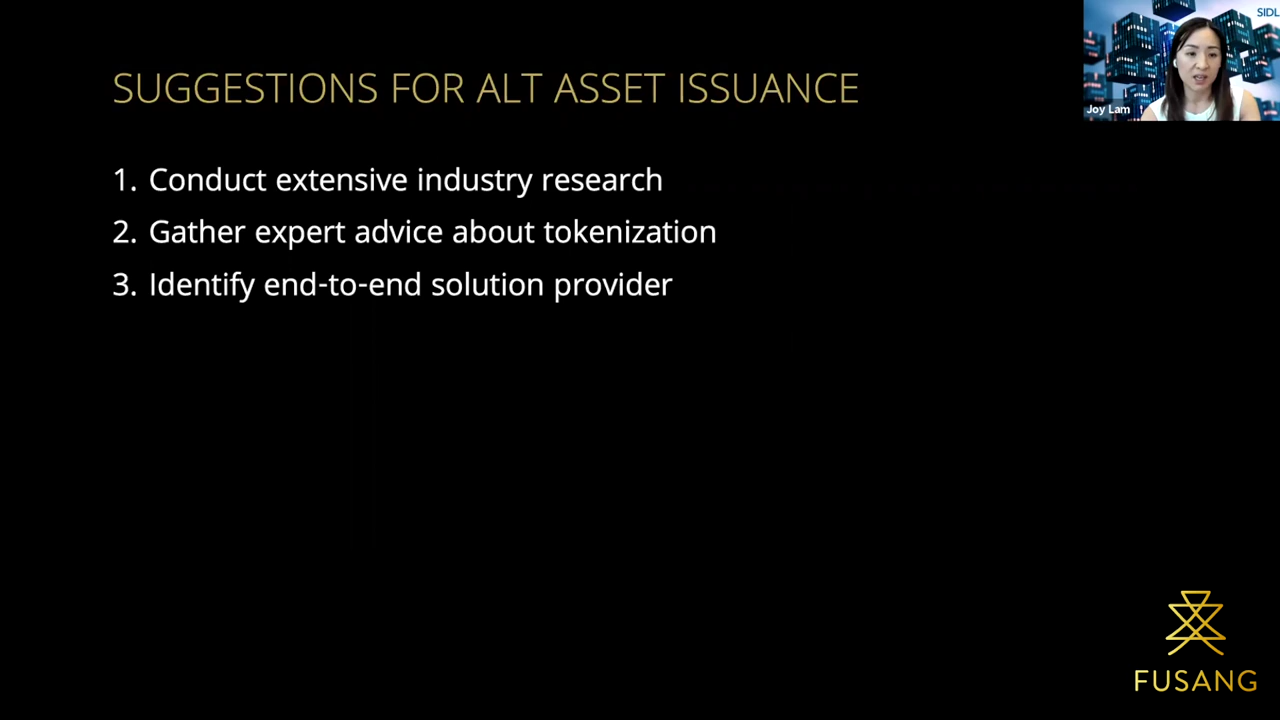 SIDL
SUGGESTIONS FOR ALT ASSET ISSUANCE
Joy Lam
1. Conduct extensive industry research
2. Gather expert advice about tokenization
3. Identify end-to-end solution provider
FUSANG